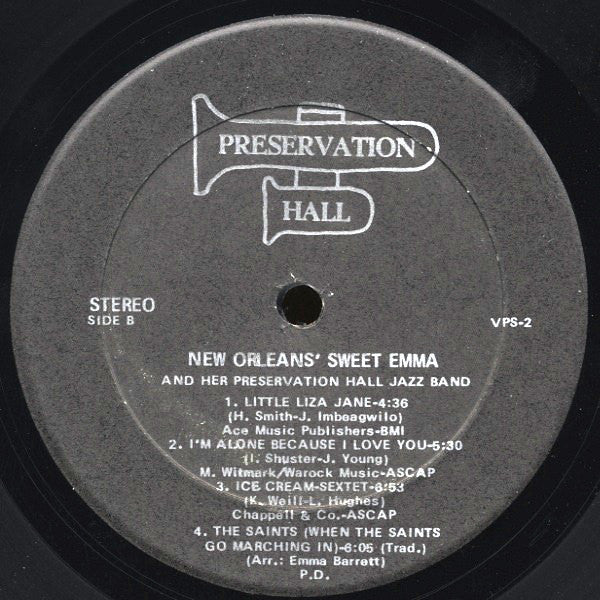 PRESERVATION
HALL
STEREO
SIDE B
VPS-2
NEW ORLEANS' SWEET EMMA
AND HER PRESERVATION HALL JAZZ BAND
1. LITTLE LIZA JANE-4:36
(H. Smith-J. Imbeagwilo)
Ace Music Publishers-BMI
2. I'M ALONE BECAUSE I LOVE YOU-5:30
(I. Shuster-J. Young)
M. Witmark/Warock Music-ASCAP
3. ICE CREAM-SEXTET-6:53
(K. Weill-L. Hughes)
Chappell & Co.-ASCAP
4. THE SAINTS (WHEN THE SAINTS
GO MARCHING IN)-6:05 (Trad.)
(Arr.: Emma Barrett)
P.D.